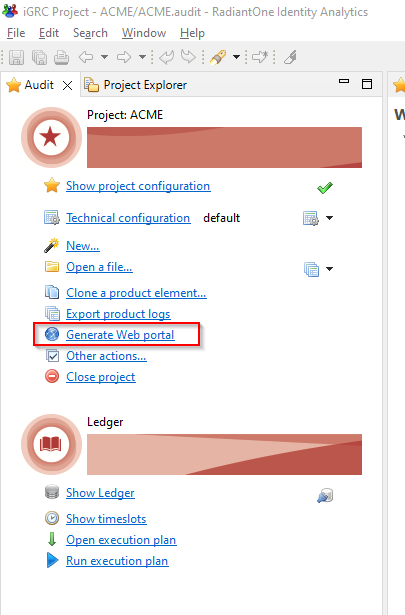 iGRC Project - ACME/ACME.audit - RadiantOne Identity Analytics
File Edit Search Window Help
Audit Project Explorer
Project: ACME
Show project configuration
Technical configuration default
New...
Open a file...
Clone a product element...
Export product logs
Generate Web portal
Other actions...
Close project
Ledger
Show Ledger
Show timeslots
Open execution plan
Run execution plan